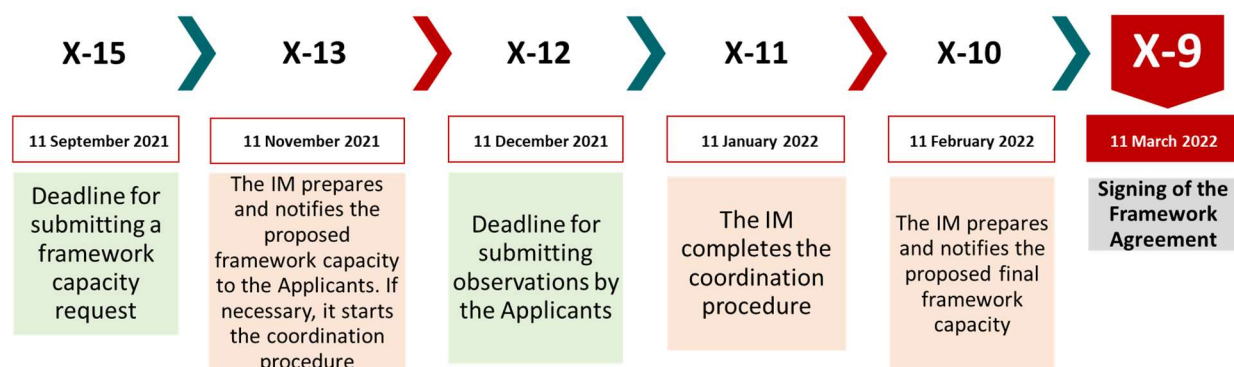 X-15
X-13
X-12
X-11
X-10
X-9
11 September 2021
11 November 2021
11 December 2021
11 January 2022
11 February 2022
11 March 2022
Deadline for
submitting a
framework
capacity
request
The IM prepares
and notifies the
proposed
framework capacity
to the Applicants. If
necessary, it starts
the coordination
procedure
Deadline for
submitting
observations by
the Applicants
The IM
completes the
coordination
procedure
The IM prepares
and notifies the
proposed final
framework
capacity
Signing of the
Framework
Agreement